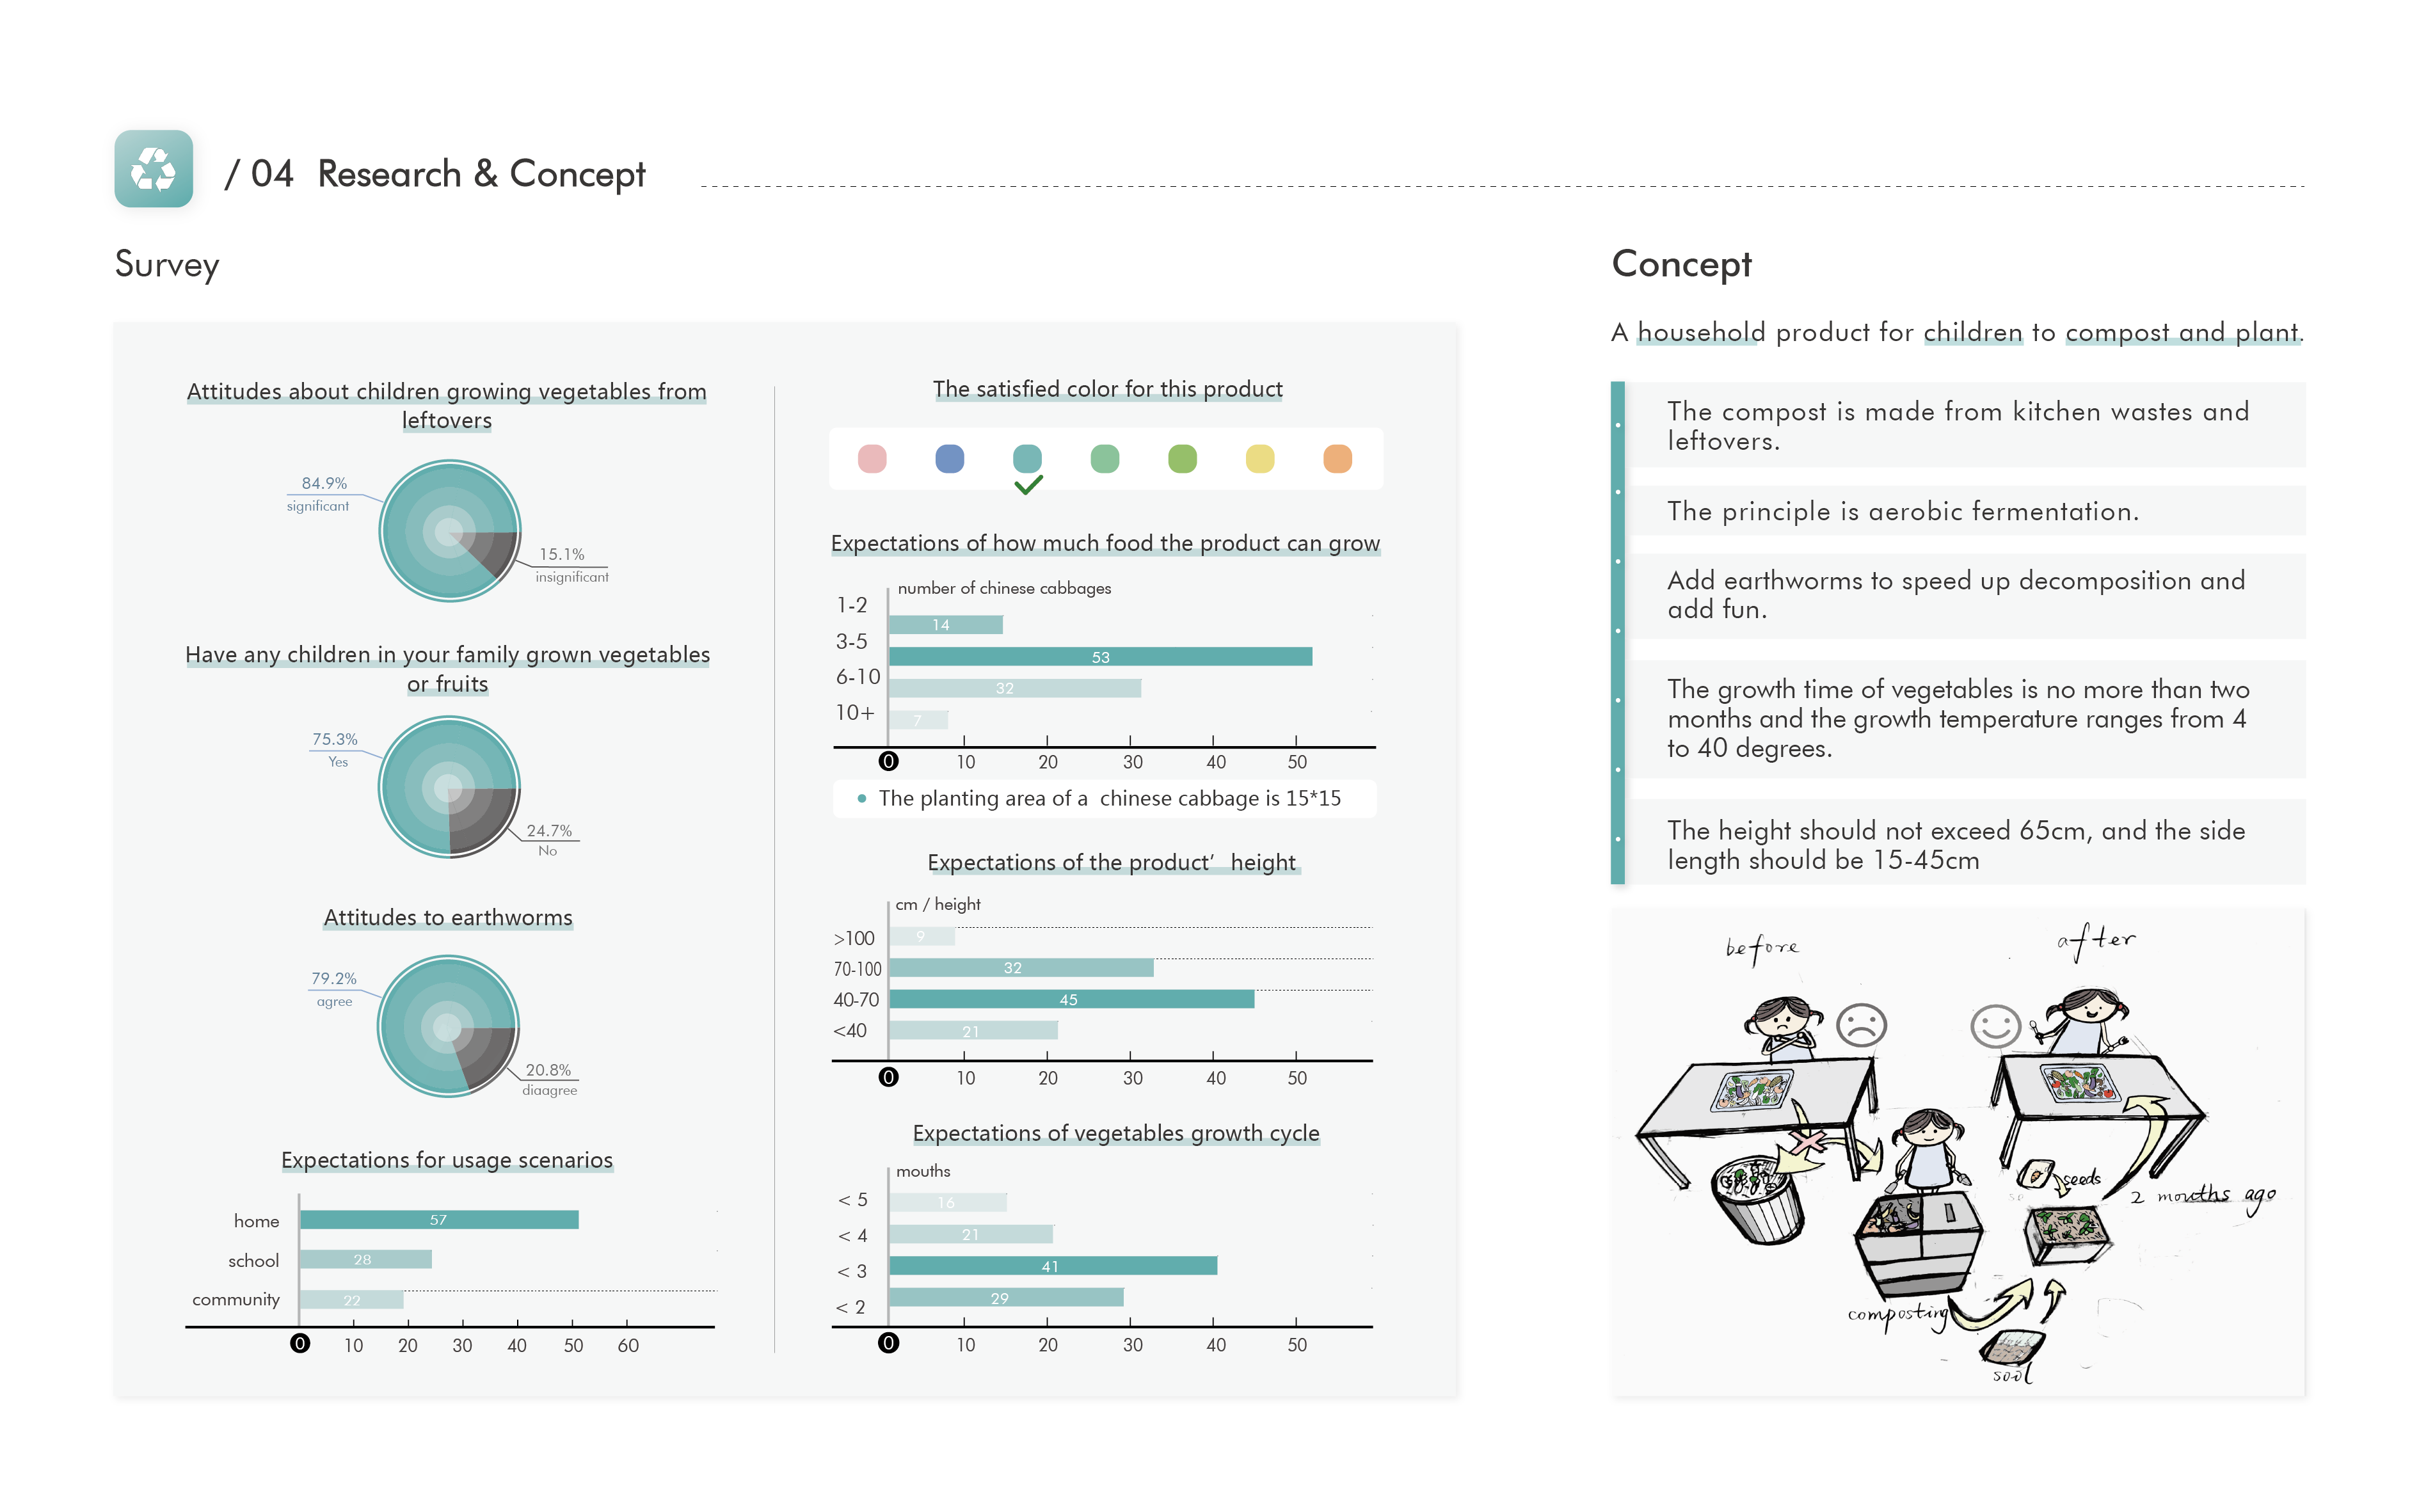 / 04 Research & Concept
Survey
Attitudes about children growing vegetables from
leftovers
84.9%
significant
15.1%
insignificant
Have any children in your family grown vegetables
or fruits
75.3%
Yes
24.7%
No
Attitudes to earthworms
79.2%
agree
20.8%
diaagree
Expectations for usage scenarios
home 57
school 28
community 22
0 10 20 30 40 50 60
The satisfied color for this product
Expectations of how much food the product can grow
number of chinese cabbages
1-2 14
3-5 53
6-10 32
10+ 7
0 10 20 30 40 50
The planting area of a chinese cabbage is 15*15
Expectations of the product’ height
cm / height
>100 9
70-100 32
40-70 45
<40 21
0 10 20 30 40 50
Expectations of vegetables growth cycle
mouths
< 5 16
< 4 21
< 3 41
< 2 29
0 10 20 30 40 50
Concept
A household product for children to compost and plant.
The compost is made from kitchen wastes and
leftovers.
The principle is aerobic fermentation.
Add earthworms to speed up decomposition and
add fun.
The growth time of vegetables is no more than two
months and the growth temperature ranges from 4
to 40 degrees.
The height should not exceed 65cm, and the side
length should be 15-45cm
before
after
seeds
2 mouths ago
composting
soil